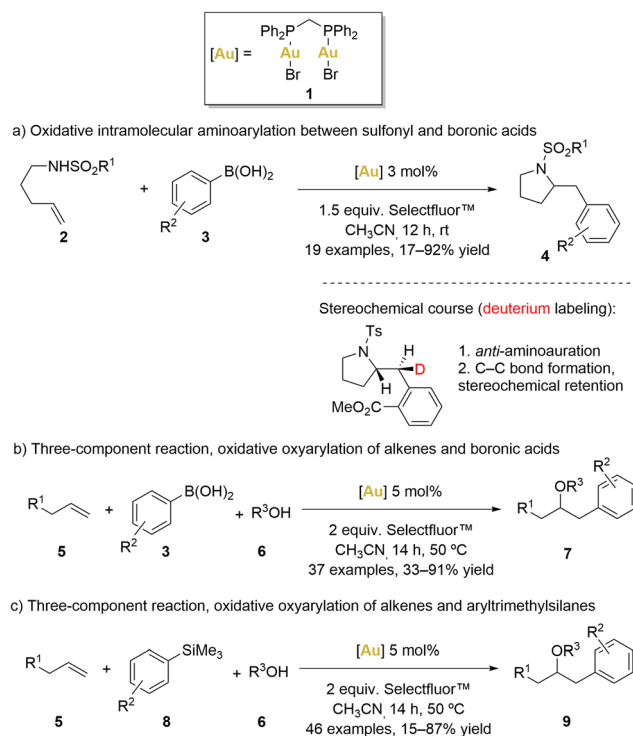 Ph2P PPh2
[Au] = Au Au
Br Br
1
a) Oxidative intramolecular aminoarylation between sulfonyl and boronic acids
NHSO2R1
2
+
B(OH)2
R2
3
[Au] 3 mol%
1.5 equiv. Selectfluor™
CH3CN, 12 h, rt
19 examples, 17–92% yield
SO2R1
N
R2
4
Stereochemical course (deuterium labeling):
Ts
N H
D
H
MeO2C
1. anti-aminoauration
2. C–C bond formation,
stereochemical retention
b) Three-component reaction, oxidative oxyarylation of alkenes and boronic acids
R1
5
+
B(OH)2
R2
3
+ R3OH
6
[Au] 5 mol%
2 equiv. Selectfluor™
CH3CN, 14 h, 50 ºC
37 examples, 33–91% yield
R2
OR3
R1
7
c) Three-component reaction, oxidative oxyarylation of alkenes and aryltrimethylsilanes
R1
5
+
SiMe3
R2
8
+ R3OH
6
[Au] 5 mol%
2 equiv. Selectfluor™
CH3CN, 14 h, 50 ºC
46 examples, 15–87% yield
R2
OR3
R1
9